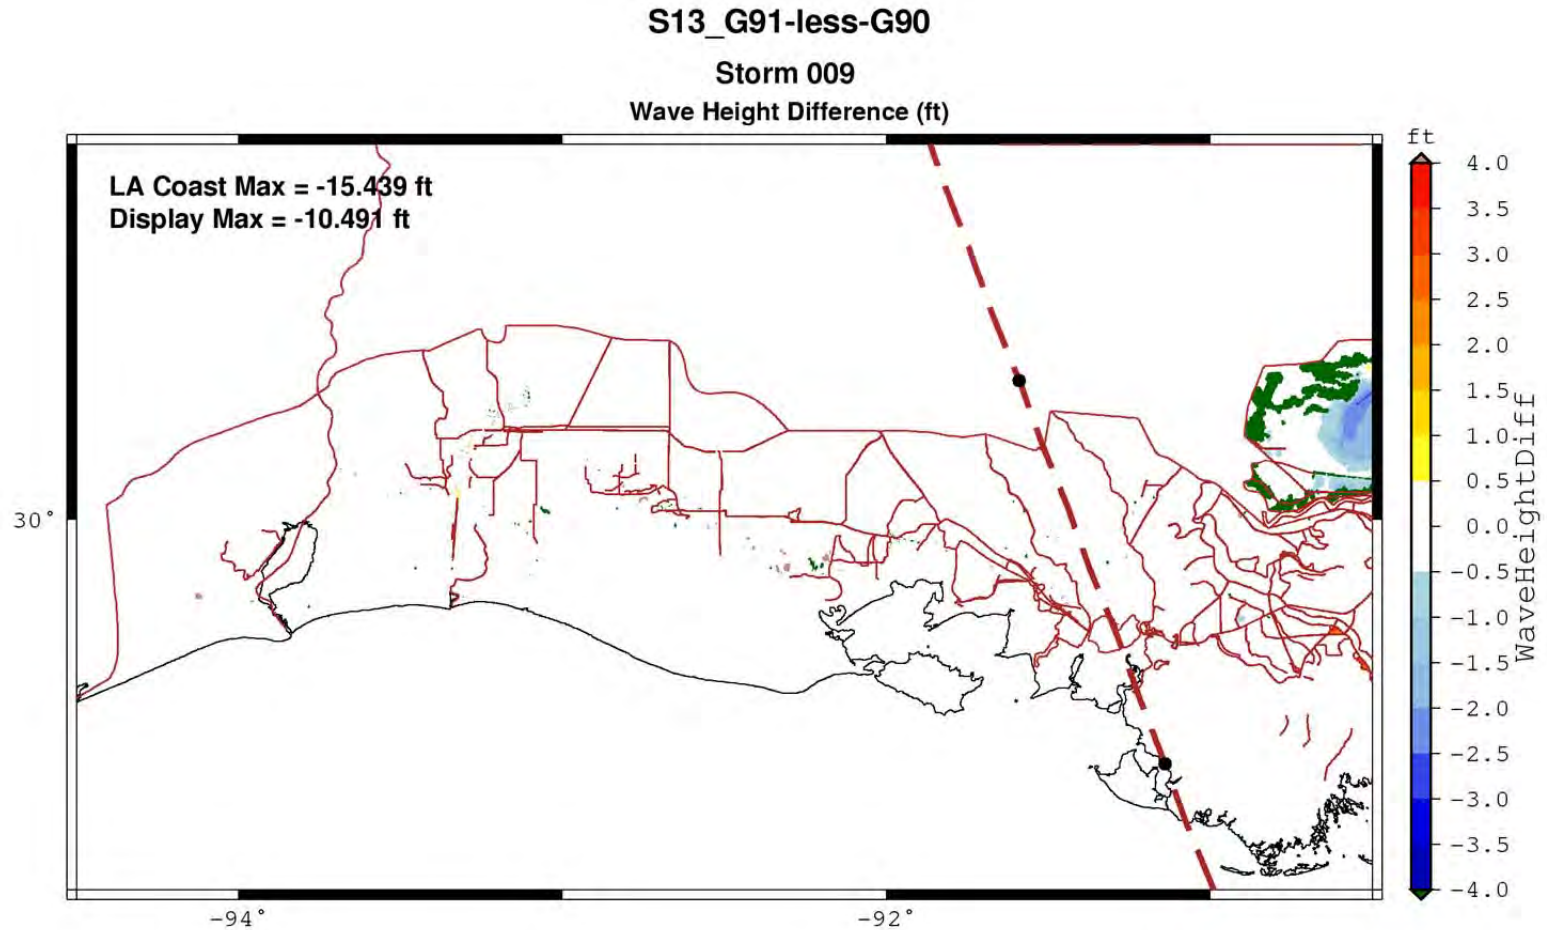 S13_G91-less-G90
Storm 009
Wave Height Difference (ft)
LA Coast Max = -15.439 ft
Display Max = -10.491 ft
ft
4.0
3.5
3.0
2.5
2.0
1.5
1.0
0.5
0.0
-0.5
-1.0
-1.5
-2.0
-2.5
-3.0
-3.5
-4.0
WaveHeightDiff
30°
-94°
-92°